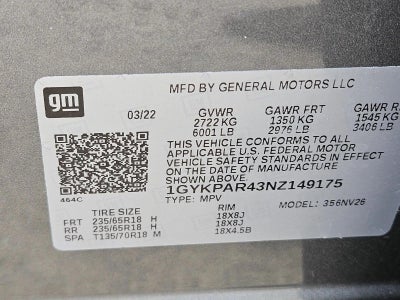 gm
MFD BY GENERAL MOTORS LLC
03/22 GVWR GAWR FRT GAWR R
2722 KG 1350 KG 1545 KG
6001 LB 2976 LB 3406 LB
THIS VEHICLE CONFORMS TO ALL
APPLICABLE U.S. FEDERAL MOTOR
VEHICLE SAFETY STANDARDS IN EFFECT
ON THE DATE OF MANUFACTURE
464C 1GYKPAR43NZ149175
TYPE: MPV MODEL: 356NV26
TIRE SIZE RIM
FRT 235/65R18 H 18X8J
RR 235/65R18 H 18X8J
SPA T135/70R18 M 18X4.5B